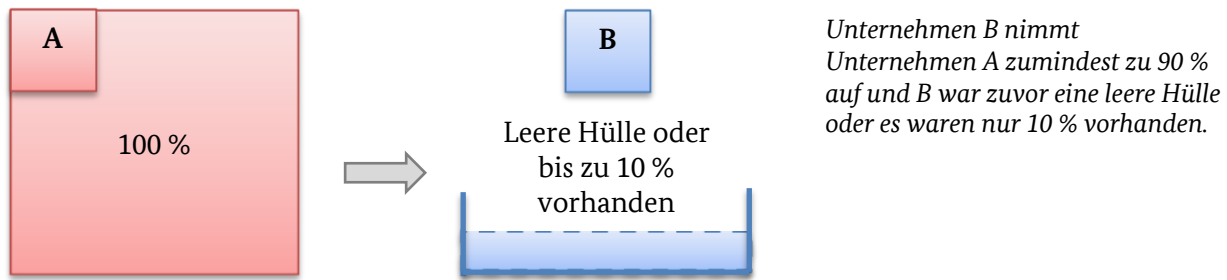 A
100 %
B
Leere Hülle oder
bis zu 10 %
vorhanden
Unternehmen B nimmt
Unternehmen A zumindest zu 90 %
auf und B war zuvor eine leere Hülle
oder es waren nur 10 % vorhanden.